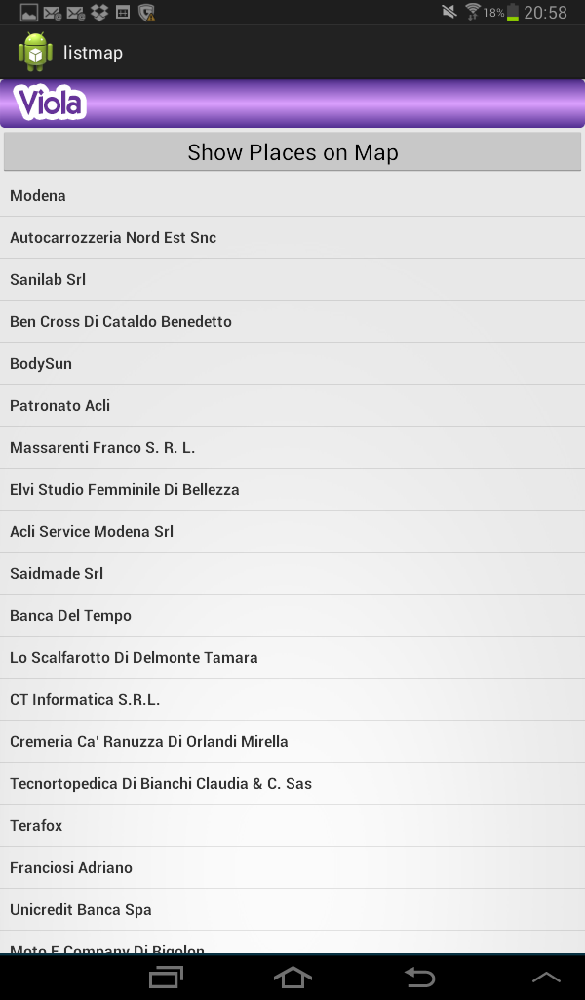 18% 20:58
listmap
Viola
Show Places on Map
Modena
Autocarrozzeria Nord Est Snc
Sanilab Srl
Ben Cross Di Cataldo Benedetto
BodySun
Patronato Acli
Massarenti Franco S. R. L.
Elvi Studio Femminile Di Bellezza
Acli Service Modena Srl
Saidmade Srl
Banca Del Tempo
Lo Scalfarotto Di Delmonte Tamara
CT Informatica S.R.L.
Cremeria Ca' Ranuzza Di Orlandi Mirella
Tecnortopedica Di Bianchi Claudia & C. Sas
Terafox
Franciosi Adriano
Unicredit Banca Spa
Moto E Company Di Bigolon